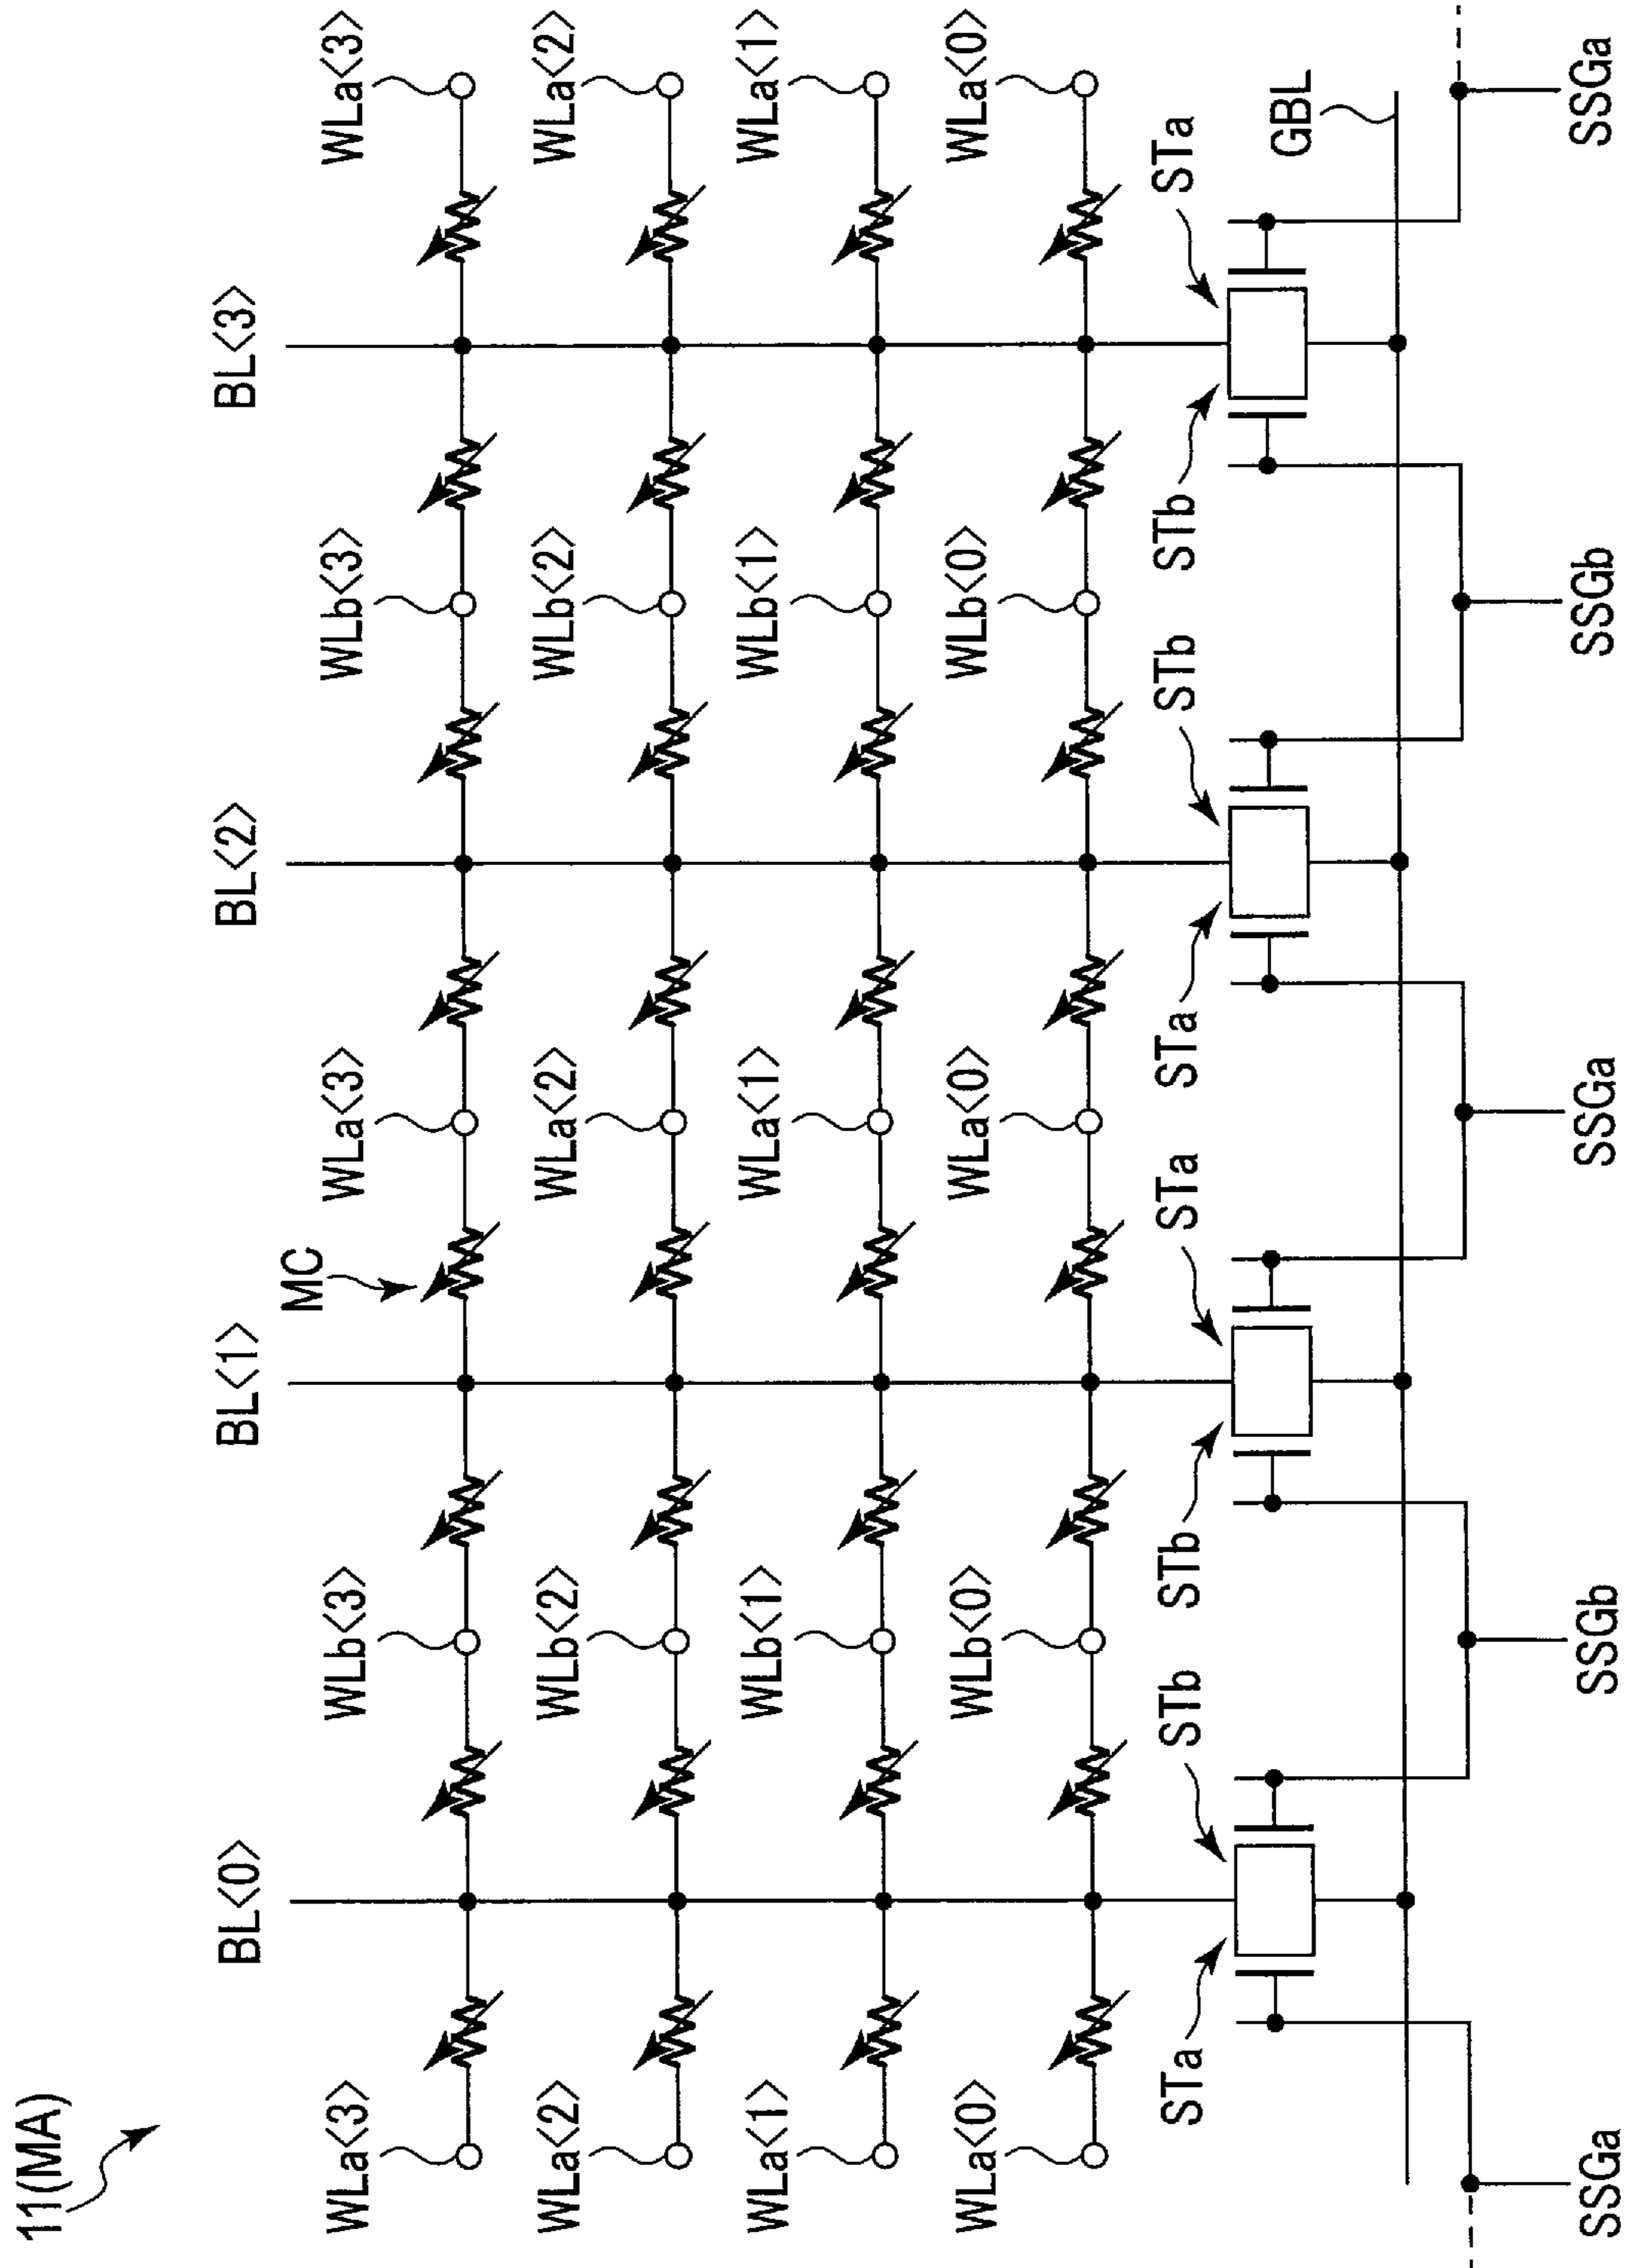 11(MA)
BL<0> BL<1> BL<2> BL<3>
MC
WLa<3> WLb<3> WLa<3> WLb<3> WLa<3>
WLa<2> WLb<2> WLa<2> WLb<2> WLa<2>
WLa<1> WLb<1> WLa<1> WLb<1> WLa<1>
WLa<0> WLb<0> WLa<0> WLb<0> WLa<0>
STa STb STb STa STa STb STb STa
GBL
SSGa SSGb SSGa SSGb SSGa